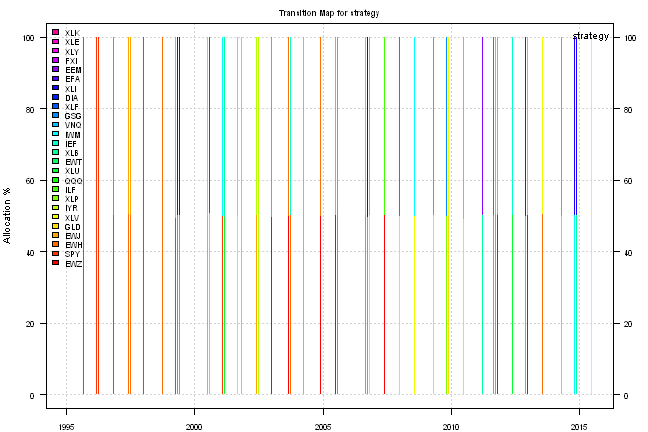 Transition Map for strategy
strategy
XLK
XLE
XLY
FXI
EEM
EFA
XLI
DIA
XLF
GSG
VNQ
IWM
IEF
XLB
EWT
XLU
QQQ
ILF
XLP
IYR
XLV
GLD
EWJ
EWH
SPY
EWZ
Allocation %
100
80
60
40
20
0
100
80
60
40
20
0
1995
2000
2005
2010
2015